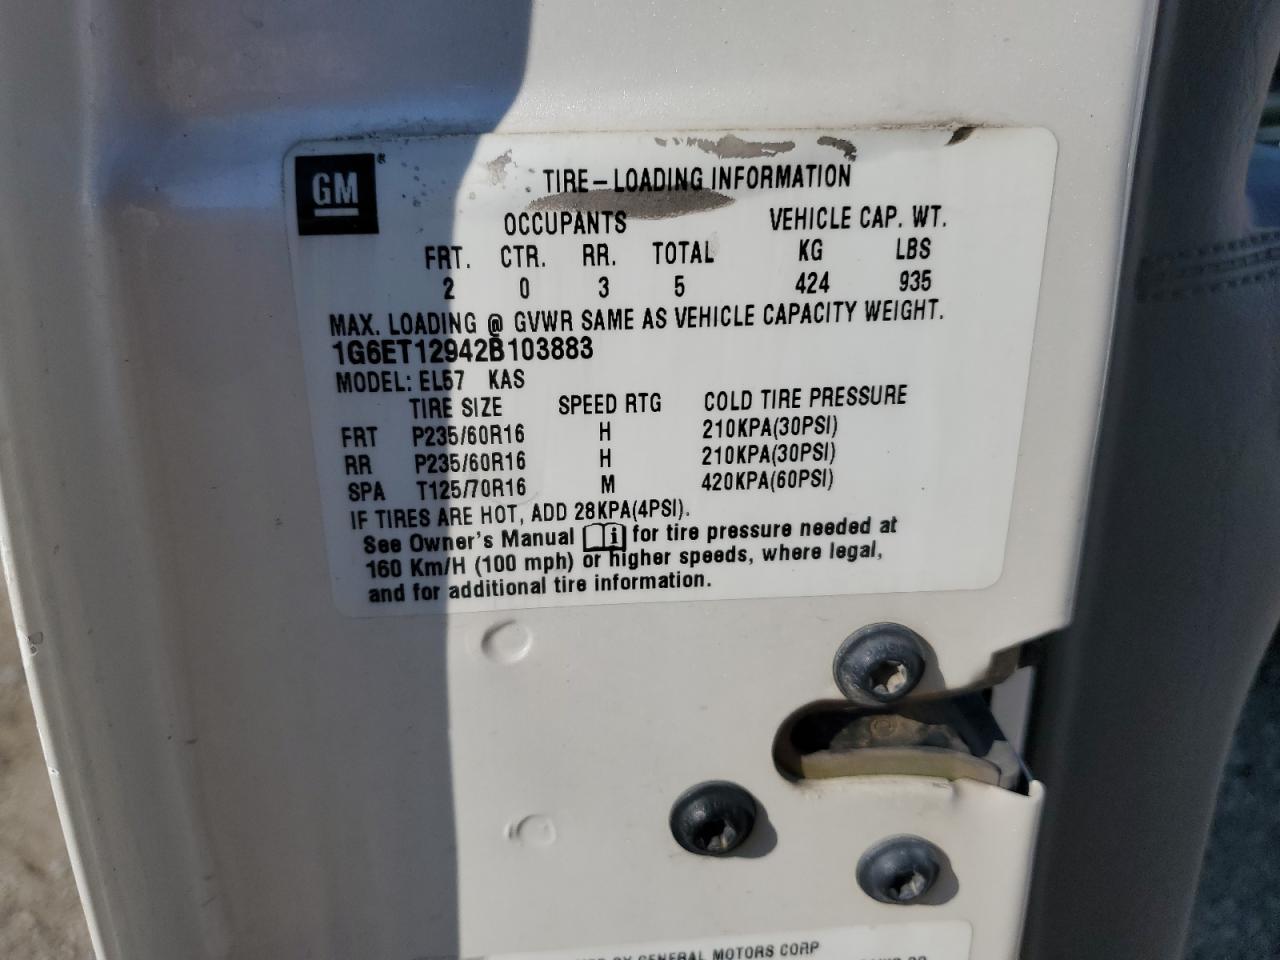 GM ®
TIRE-LOADING INFORMATION
OCCUPANTS VEHICLE CAP. WT.
FRT. CTR. RR. TOTAL KG LBS
2 0 3 5 424 935
MAX. LOADING @ GVWR SAME AS VEHICLE CAPACITY WEIGHT.
1G6ET12942B103883
MODEL: EL57 KAS
TIRE SIZE SPEED RTG COLD TIRE PRESSURE
FRT P235/60R16 H 210KPA(30PSI)
RR P235/60R16 H 210KPA(30PSI)
SPA T125/70R16 M 420KPA(60PSI)
IF TIRES ARE HOT, ADD 28KPA(4PSI).
See Owner's Manual i for tire pressure needed at
160 Km/H (100 mph) or higher speeds, where legal,
and for additional tire information.
BY GENERAL MOTORS CORP